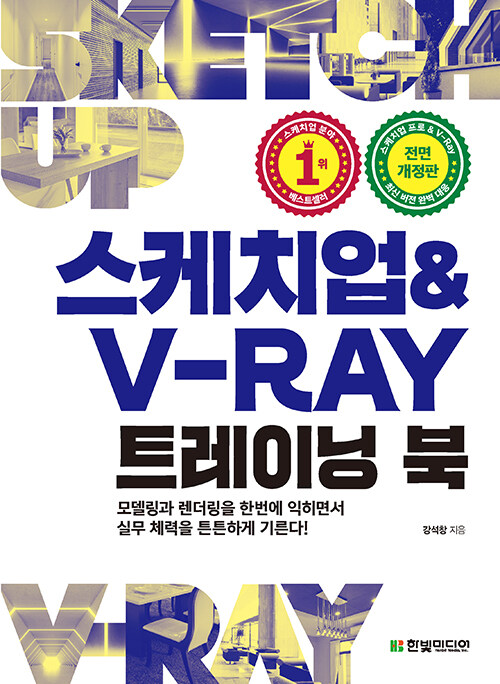 SKETCH
UP
스케치업 분야
1위
베스트셀러
스케치업 프로 & V-Ray
전면
개정판
최신 버전 완벽 대응
스케치업&
V-RAY
트레이닝 북
모델링과 렌더링을 한번에 익히면서
실무 체력을 튼튼하게 기른다!
강석창 지음
V-RAY
HB 한빛미디어
Hanbit Media, Inc.